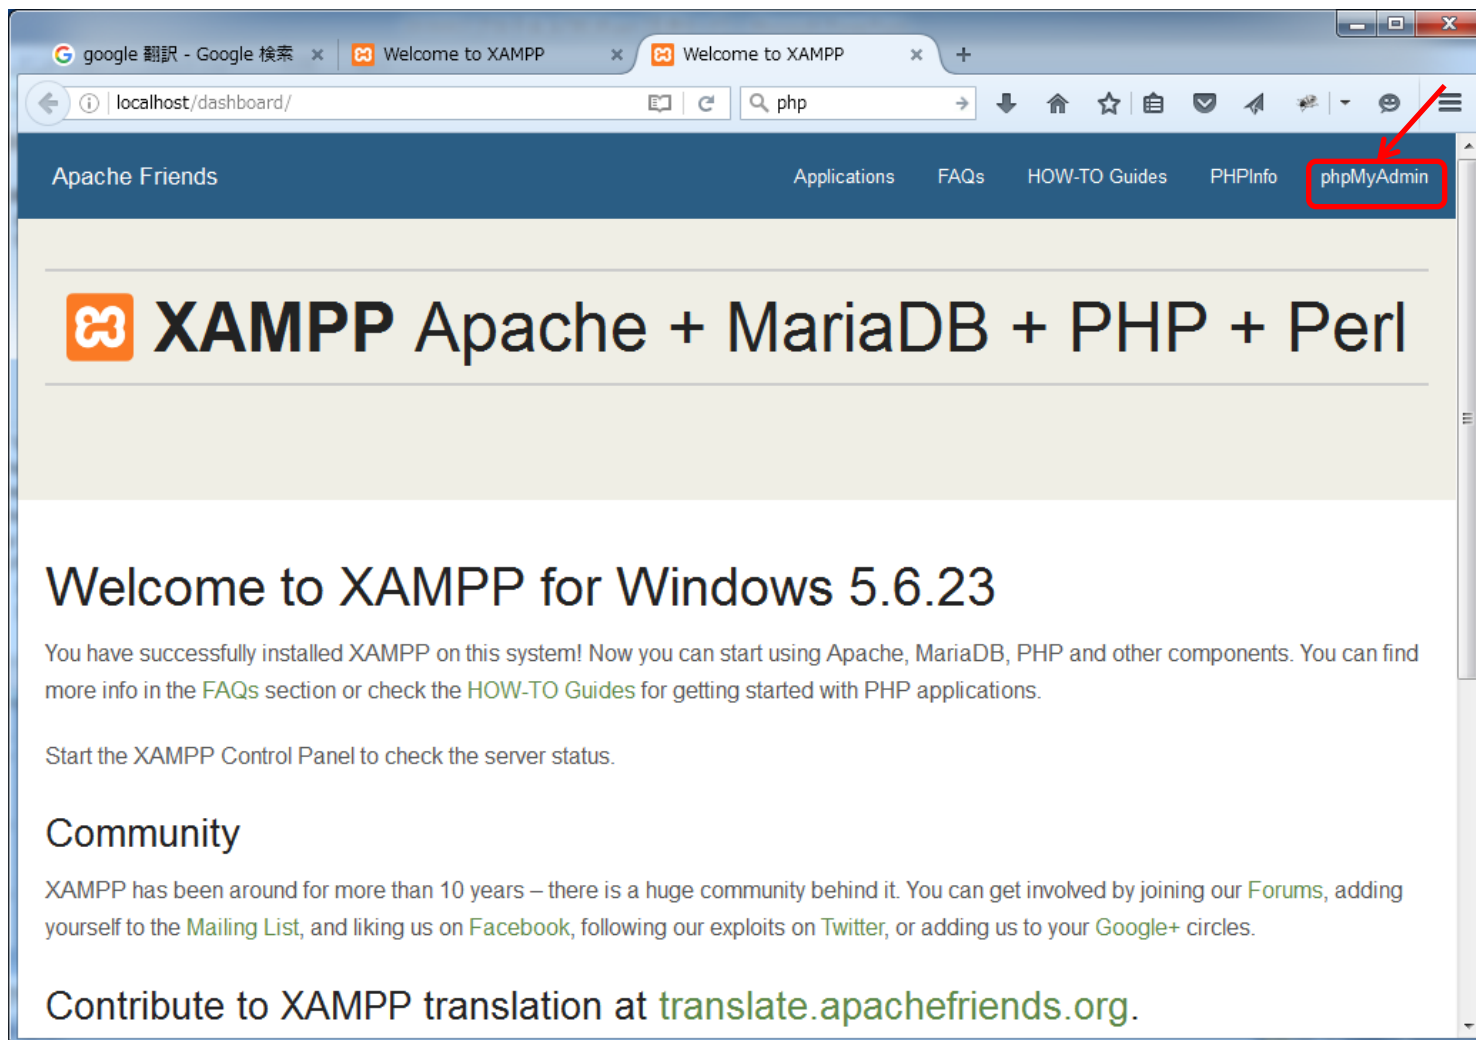 google 翻訳 - Google 検索
Welcome to XAMPP
Welcome to XAMPP
localhost/dashboard/
php
Apache Friends
Applications
FAQs
HOW-TO Guides
PHPInfo
phpMyAdmin
XAMPP Apache + MariaDB + PHP + Perl
Welcome to XAMPP for Windows 5.6.23
You have successfully installed XAMPP on this system! Now you can start using Apache, MariaDB, PHP and other components. You can find
more info in the FAQs section or check the HOW-TO Guides for getting started with PHP applications.
Start the XAMPP Control Panel to check the server status.
Community
XAMPP has been around for more than 10 years – there is a huge community behind it. You can get involved by joining our Forums, adding
yourself to the Mailing List, and liking us on Facebook, following our exploits on Twitter, or adding us to your Google+ circles.
Contribute to XAMPP translation at translate.apachefriends.org.